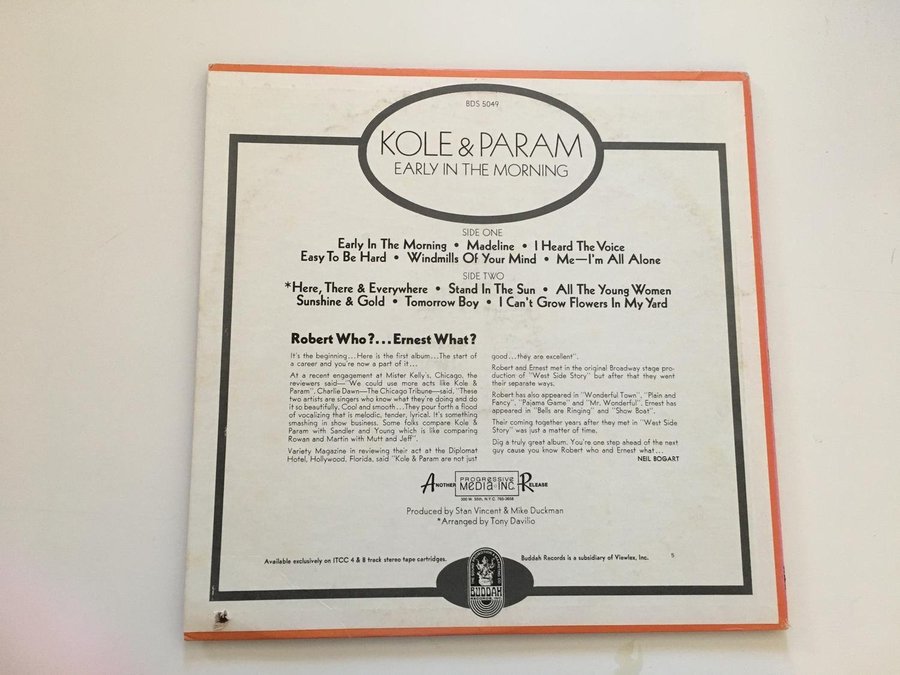 BDS 5049
KOLE & PARAM
EARLY IN THE MORNING
SIDE ONE
Early In The Morning • Madeline • I Heard The Voice
Easy To Be Hard • Windmills Of Your Mind • Me—I'm All Alone
SIDE TWO
*Here, There & Everywhere • Stand In The Sun • All The Young Women
Sunshine & Gold • Tomorrow Boy • I Can't Grow Flowers In My Yard
Robert Who?...Ernest What?
It's the beginning...Here is the first album...The start of
a career and you're now a part of it...
At a recent engagement at Mister Kelly's, Chicago, the
reviewers said—"We could use more acts like Kole &
Param", Charlie Dawn—The Chicago Tribune—said, "These
two artists are singers who know what they're doing and do
it so beautifully. Cool and smooth...They pour forth a flood
of vocalizing that is melodic, tender, lyrical. It's something
smashing in show business. Some folks compare Kole &
Param with Sandler and Young which is like comparing
Rowan and Martin with Mutt and Jeff".
Variety Magazine in reviewing their act at the Diplomat
Hotel, Hollywood, Florida, said "Kole & Param are not just
good...they are excellent".
Robert and Ernest met in the original Broadway stage pro-
duction of "West Side Story" but after that they went
their separate ways.
Robert has also appeared in "Wonderful Town", "Plain and
Fancy", "Pajama Game" and "Mr. Wonderful". Ernest has
appeared in "Bells are Ringing" and "Show Boat".
Their coming together years after they met in "West Side
Story" was just a matter of time.
Dig a truly great album. You're one step ahead of the next
guy cause you know Robert who and Ernest what...
NEIL BOGART
ANOTHER PROGRESSIVE MEDIA INC. RELEASE
300 W. 55th, N.Y.C. 765-3658
Produced by Stan Vincent & Mike Duckman
*Arranged by Tony Davilio
Available exclusively on ITCC 4 & 8 track stereo tape cartridges.
Buddah Records is a subsidiary of Viewlex, Inc.
5
BUDDAH
RECORDS, INC.